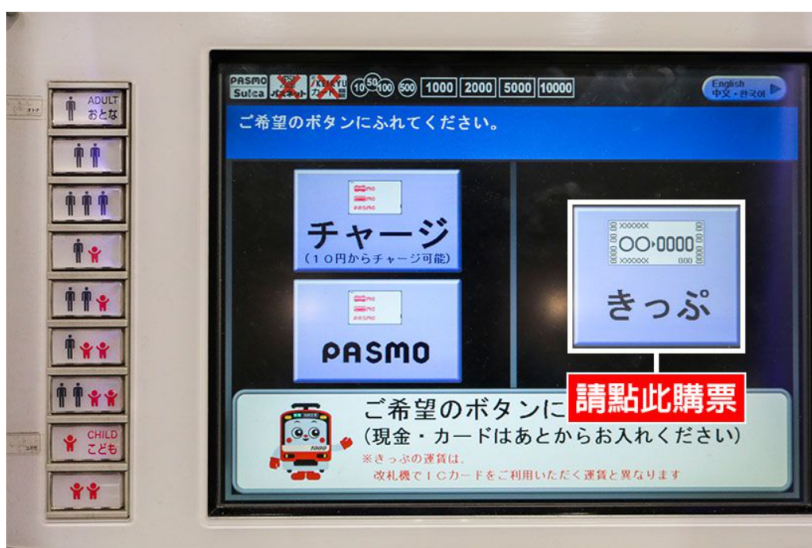 ADULT
おとな
CHILD
こども
PASMO
Suica
10 50 100 500 1000 2000 5000 10000
English
中文・한국어
ご希望のボタンにふれてください。
チャージ
(10円からチャージ可能)
PASMO
○○▸0000
きっぷ
請點此購票
ご希望のボタンに
(現金・カードはあとからお入れください)
※きっぷの運賃は、
改札機でICカードをご利用いただく運賃と異なります